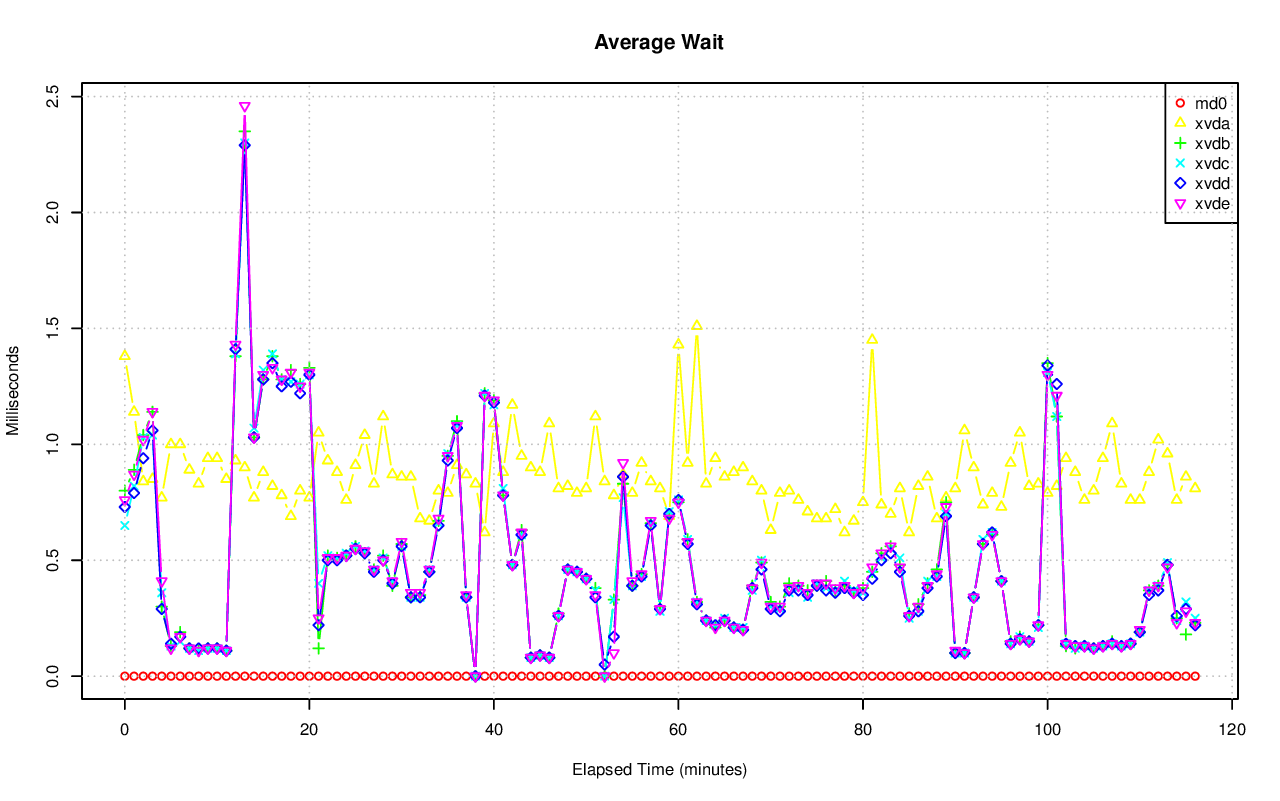 Average Wait
Milliseconds
2.5
2.0
1.5
1.0
0.5
0.0
md0
xvda
xvdb
xvdc
xvdd
xvde
0 20 40 60 80 100 120
Elapsed Time (minutes)